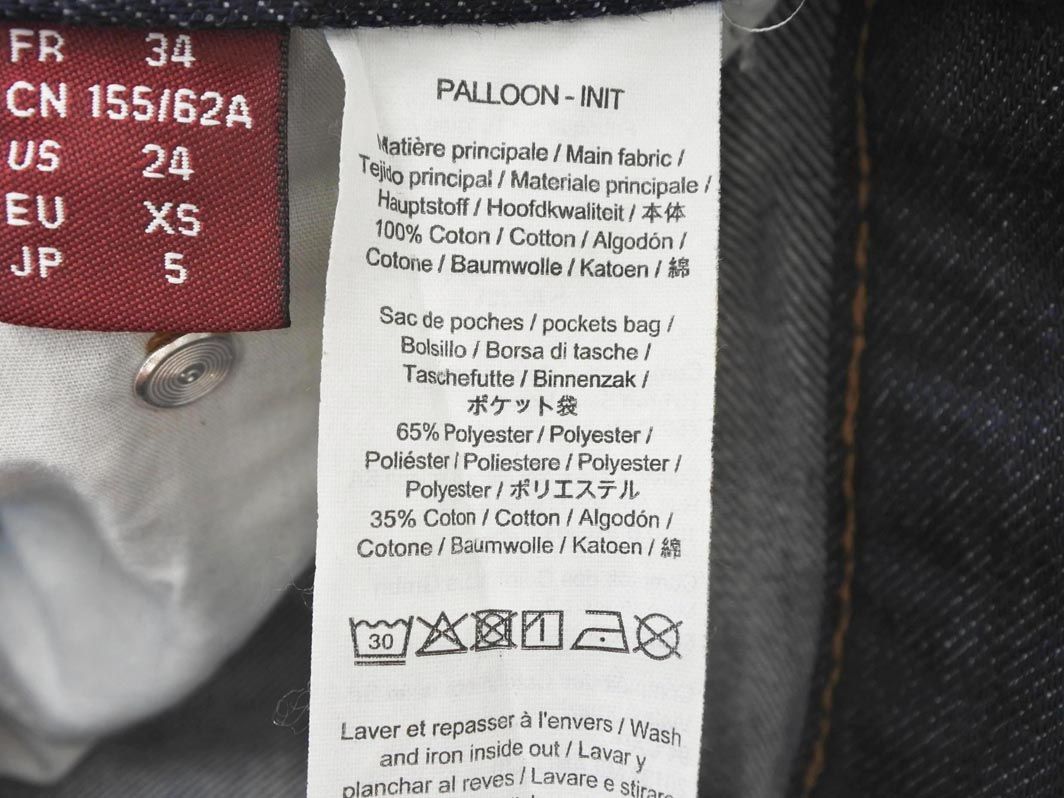 FR 34
CN 155/62A
US 24
EU XS
JP 5
PALLOON - INIT
Matière principale / Main fabric /
Tejido principal / Materiale principale /
Hauptstoff / Hoofdkwaliteit / 本体
100% Coton / Cotton / Algodón /
Cotone / Baumwolle / Katoen / 綿
Sac de poches / pockets bag /
Bolsillo / Borsa di tasche /
Taschefutte / Binnenzak /
ポケット袋
65% Polyester / Polyester /
Poliéster / Poliestere / Polyester /
Polyester / ポリエステル
35% Coton / Cotton / Algodón /
Cotone / Baumwolle / Katoen / 綿
30
Laver et repasser à l'envers / Wash
and iron inside out / Lavar y
planchar al reves / Lavare e stirare